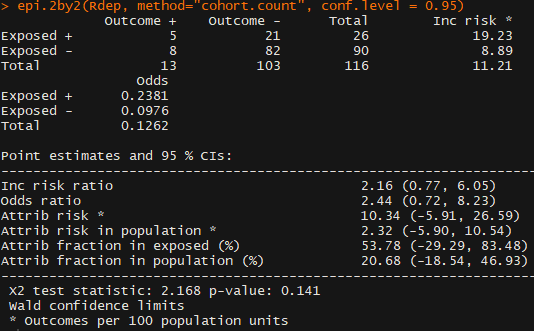 > epi.2by2(Rdep, method="cohort.count", conf.level = 0.95)
Outcome + Outcome - Total Inc risk *
Exposed + 5 21 26 19.23
Exposed - 8 82 90 8.89
Total 13 103 116 11.21
Odds
Exposed + 0.2381
Exposed - 0.0976
Total 0.1262
Point estimates and 95 % CIs:
-------------------------------------------------------------------
Inc risk ratio 2.16 (0.77, 6.05)
Odds ratio 2.44 (0.72, 8.23)
Attrib risk * 10.34 (-5.91, 26.59)
Attrib risk in population * 2.32 (-5.90, 10.54)
Attrib fraction in exposed (%) 53.78 (-29.29, 83.48)
Attrib fraction in population (%) 20.68 (-18.54, 46.93)
-------------------------------------------------------------------
X2 test statistic: 2.168 p-value: 0.141
Wald confidence limits
* Outcomes per 100 population units